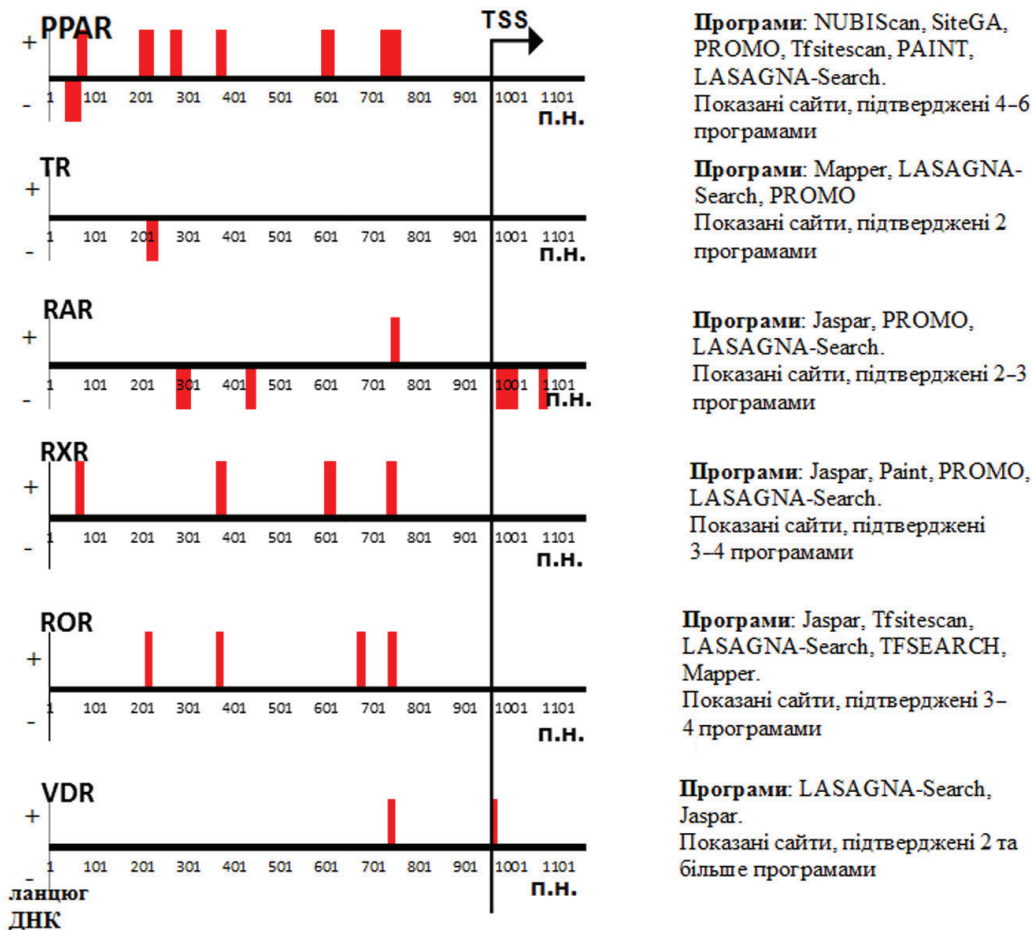 PPAR
TSS
+
-
1 101 201 301 401 501 601 701 801 901 1001 1101
п.н.
Програми: NUBIScan, SiteGA,
PROMO, Tfsitescan, PAINT,
LASAGNA-Search.
Показані сайти, підтверджені 4–6
програмами
TR
+
-
1 101 201 301 401 501 601 701 801 901 1001 1101
п.н.
Програми: Mapper, LASAGNA-
Search, PROMO
Показані сайти, підтверджені 2
програмами
RAR
+
-
1 101 201 301 401 501 601 701 801 901 1001 1101
п.н.
Програми: Jaspar, PROMO,
LASAGNA-Search.
Показані сайти, підтверджені 2–3
програмами
RXR
+
-
1 101 201 301 401 501 601 701 801 901 1001 1101
п.н.
Програми: Jaspar, Paint, PROMO,
LASAGNA-Search.
Показані сайти, підтверджені
3–4 програмами
ROR
+
-
1 101 201 301 401 501 601 701 801 901 1001 1101
п.н.
Програми: Jaspar, Tfsitescan,
LASAGNA-Search, TFSEARCH,
Mapper.
Показані сайти, підтверджені 3–
4 програмами
VDR
+
-
1 101 201 301 401 501 601 701 801 901 1001 1101
п.н.
Програми: LASAGNA-Search,
Jaspar.
Показані сайти, підтверджені 2 та
більше програмами
ланцюг
ДНК